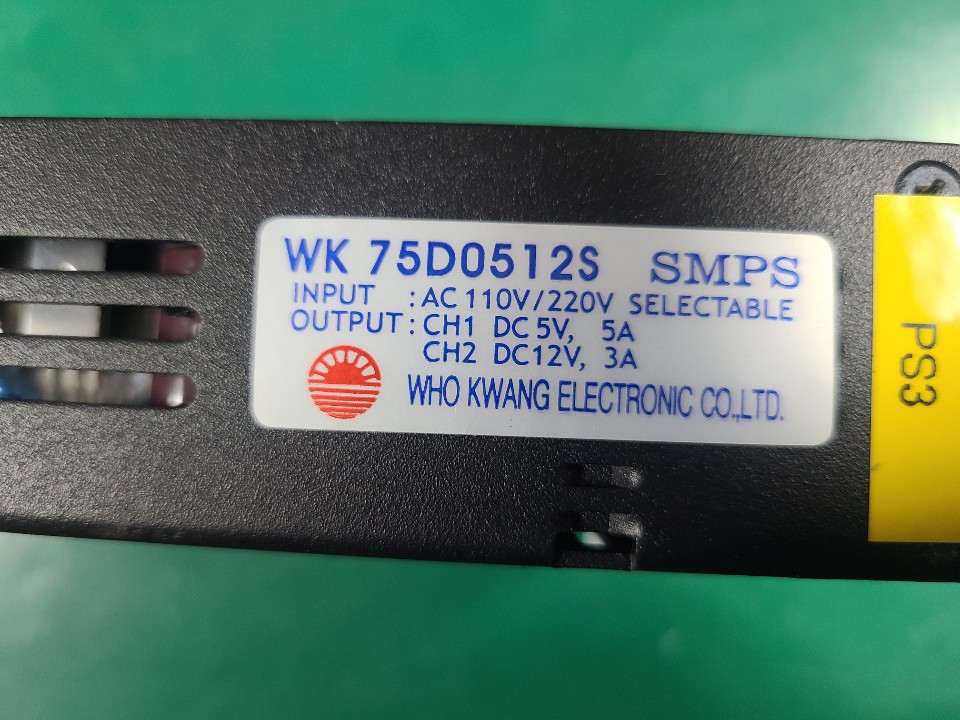 WK 75D0512S SMPS
INPUT : AC 110V/220V SELECTABLE
OUTPUT : CH1 DC 5V, 5A
CH2 DC12V, 3A
WHO KWANG ELECTRONIC CO.,LTD.
PS3